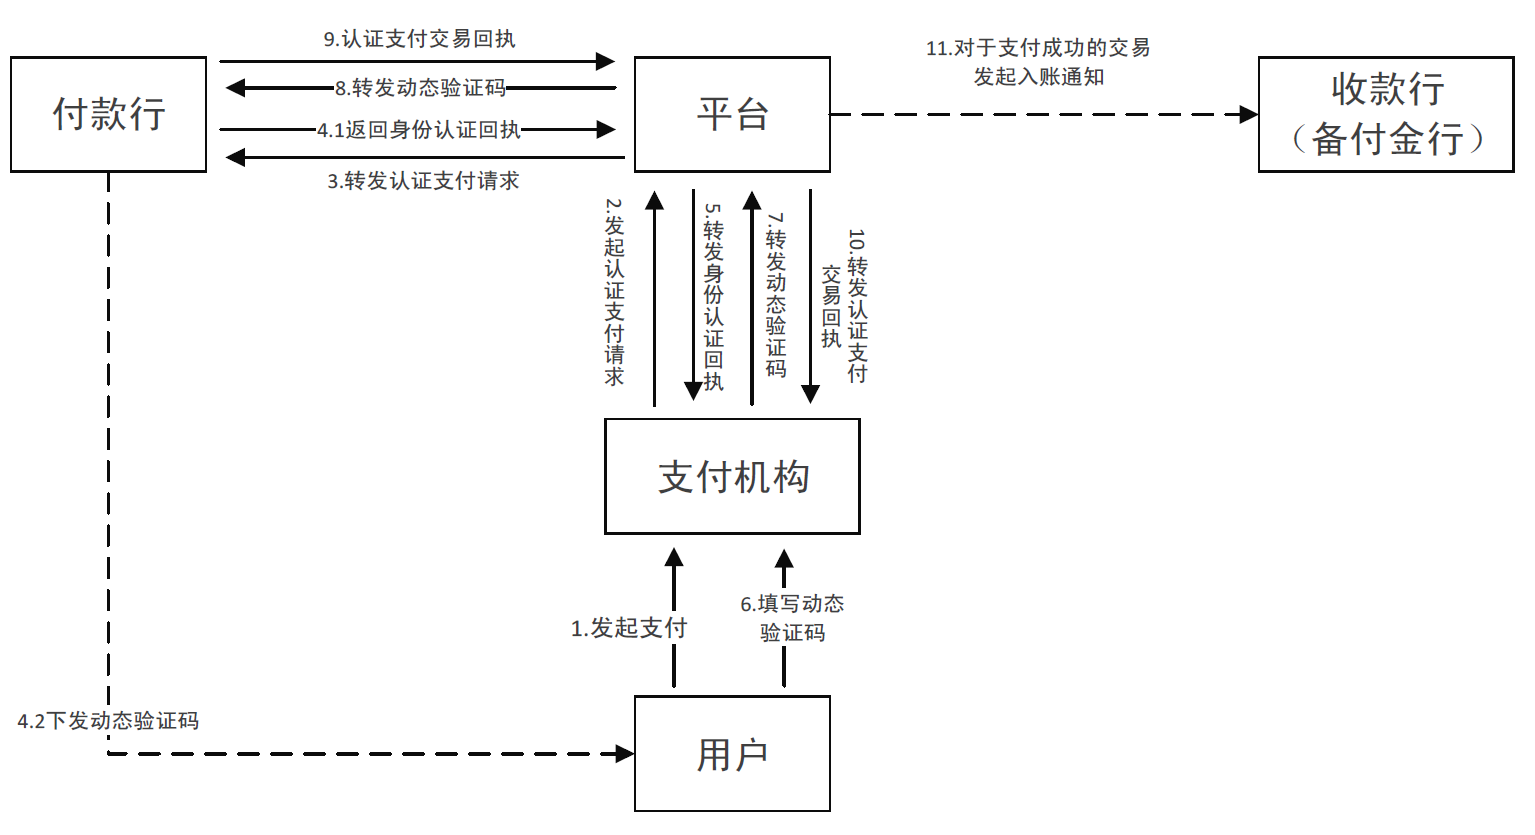 9.认证支付交易回执
8.转发动态验证码
4.1返回身份认证回执
3.转发认证支付请求
付款行
平台
11.对于支付成功的交易
发起入账通知
收款行
（备付金行）
2.发起认证支付请求
5.转发身份认证回执
7.转发动态验证码
10.转发认证支付
交易回执
支付机构
1.发起支付
6.填写动态
验证码
4.2下发动态验证码
用户